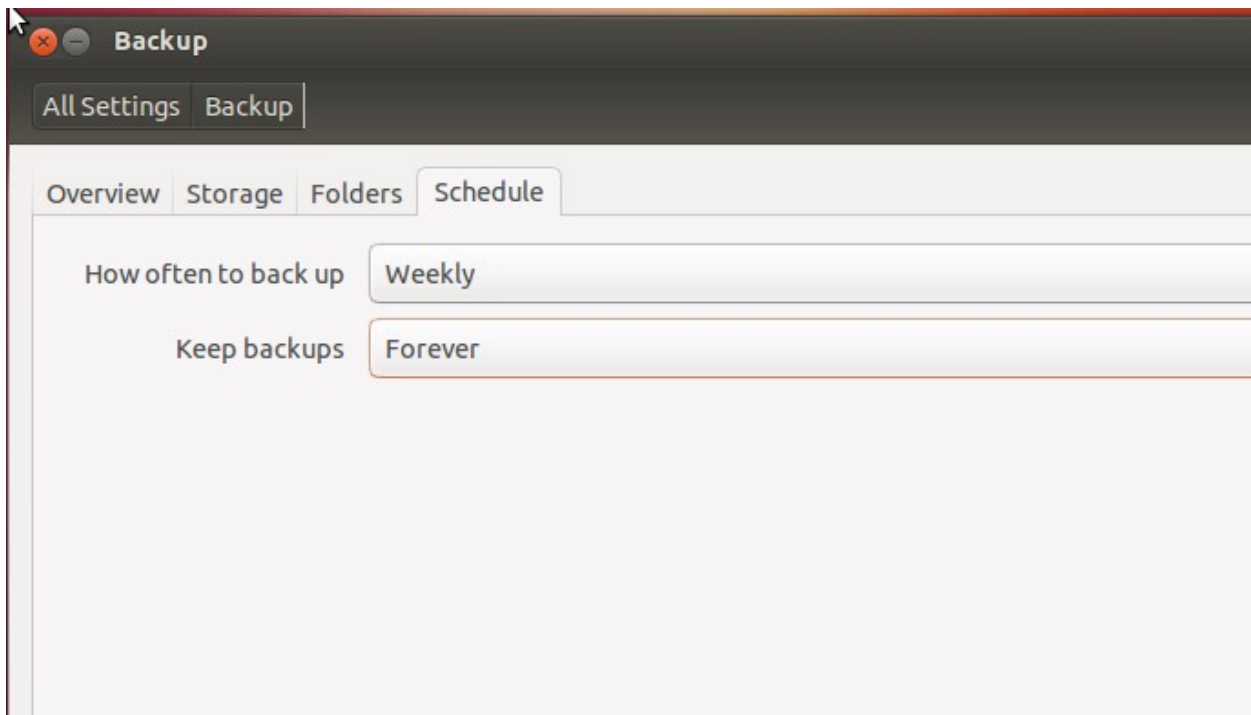 Backup
All Settings Backup
Overview Storage Folders Schedule
How often to back up Weekly
Keep backups Forever